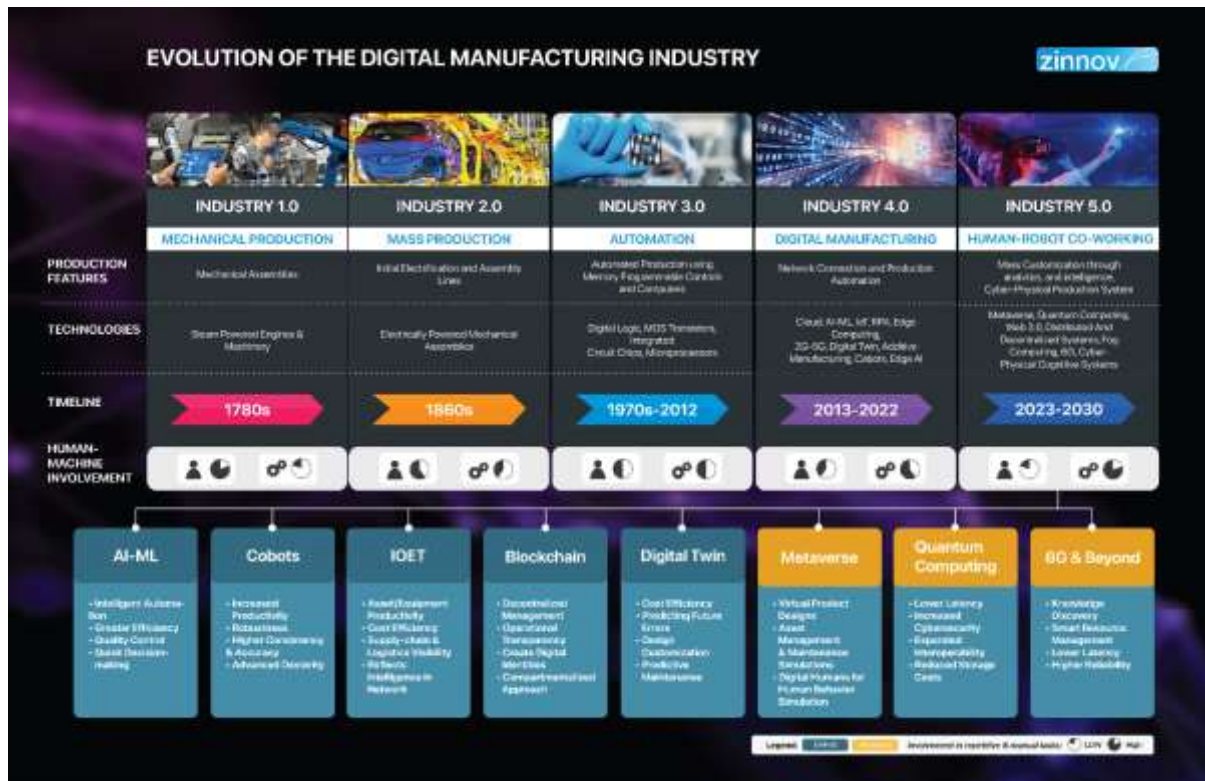 EVOLUTION OF THE DIGITAL MANUFACTURING INDUSTRY
zinnov
INDUSTRY 1.0
INDUSTRY 2.0
INDUSTRY 3.0
INDUSTRY 4.0
INDUSTRY 5.0
MECHANICAL PRODUCTION
MASS PRODUCTION
AUTOMATION
DIGITAL MANUFACTURING
HUMAN-ROBOT CO-WORKING
PRODUCTION
FEATURES
Mechanical Assemblies
Initial Electrification and Assembly
Lines
Automated Production using
Memory Programmable Controls
and Computers
Network Connection and Production
Automation
Mass Customization through
analytics, and intelligence,
Cyber-Physical Production System
TECHNOLOGIES
Steam Powered Engines &
Machinery
Electrically Powered Mechanical
Assemblies
Digital Logic, MOS Transistors,
Integrated
Circuit Chips, Microprocessors
Cloud, AI-ML, IoT, RPA, Edge
Computing,
2G-5G, Digital Twin, Additive
Manufacturing, Cobots, Edge AI
Metaverse, Quantum Computing,
Web 3.0, Distributed And
Decentralized Systems, Fog
Computing, 6G, Cyber-
Physical Cognitive Systems
TIMELINE
1780s
1860s
1970s-2012
2013-2022
2023-2030
HUMAN-
MACHINE
INVOLVEMENT
AI-ML
- Intelligent Automa-
tion
- Greater Efficiency
- Quality Control
- Quick Decision-
making
Cobots
- Increased
Productivity
- Robustness
- Higher Consistency
& Accuracy
- Advanced Dexterity
IOET
- Asset/Equipment
Productivity
- Cost Efficiency
- Supply-chain &
Logistics Visibility
- Reflects
Intelligence in
Network
Blockchain
- Decentralized
Management
- Operational
Transparency
- Create Digital
Identities
- Compartmentalized
Approach
Digital Twin
- Cost Efficiency
- Predicting Future
Errors
- Design
Customization
- Predictive
Maintenance
Metaverse
- Virtual Product
Designs
- Asset
Management
& Maintenance
Simulations
- Digital Humans for
Human Behavior
Simulation
Quantum
Computing
- Lower Latency
- Increased
Cybersecurity
- Expanded
Interoperability
- Reduced Storage
Costs
6G & Beyond
- Knowledge
Discovery
- Smart Resource
Management
- Lower Latency
- Higher Reliability
Legend:
Involvement in repetitive & manual tasks:
LOW
High